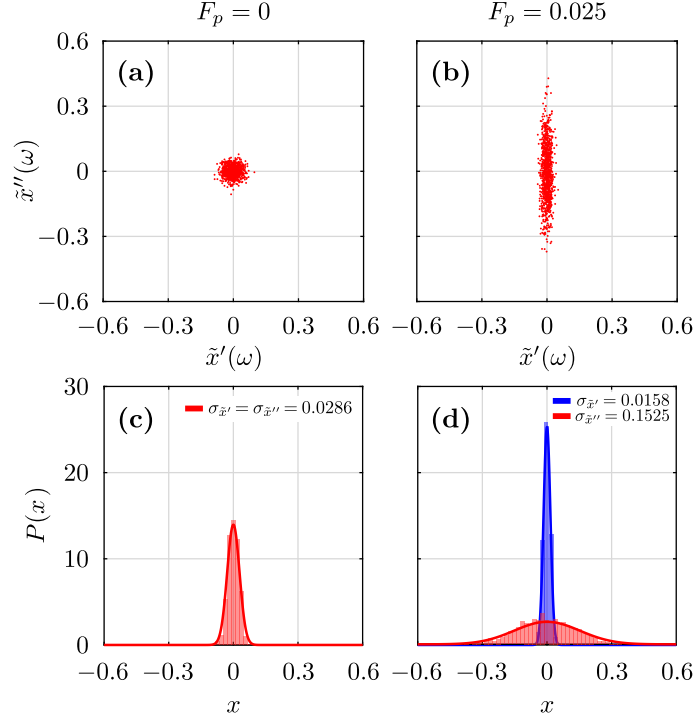 F_p = 0
F_p = 0.025
(a)
(b)
0.6
0.3
0
−0.3
−0.6
x̃″(ω)
−0.6 −0.3 0 0.3 0.6
−0.6 −0.3 0 0.3 0.6
x̃′(ω)
x̃′(ω)
(c)
σ_x̃′ = σ_x̃″ = 0.0286
(d)
σ_x̃′ = 0.0158
σ_x̃″ = 0.1525
30
20
10
0
P(x)
−0.6 −0.3 0 0.3 0.6
−0.6 −0.3 0 0.3 0.6
x
x